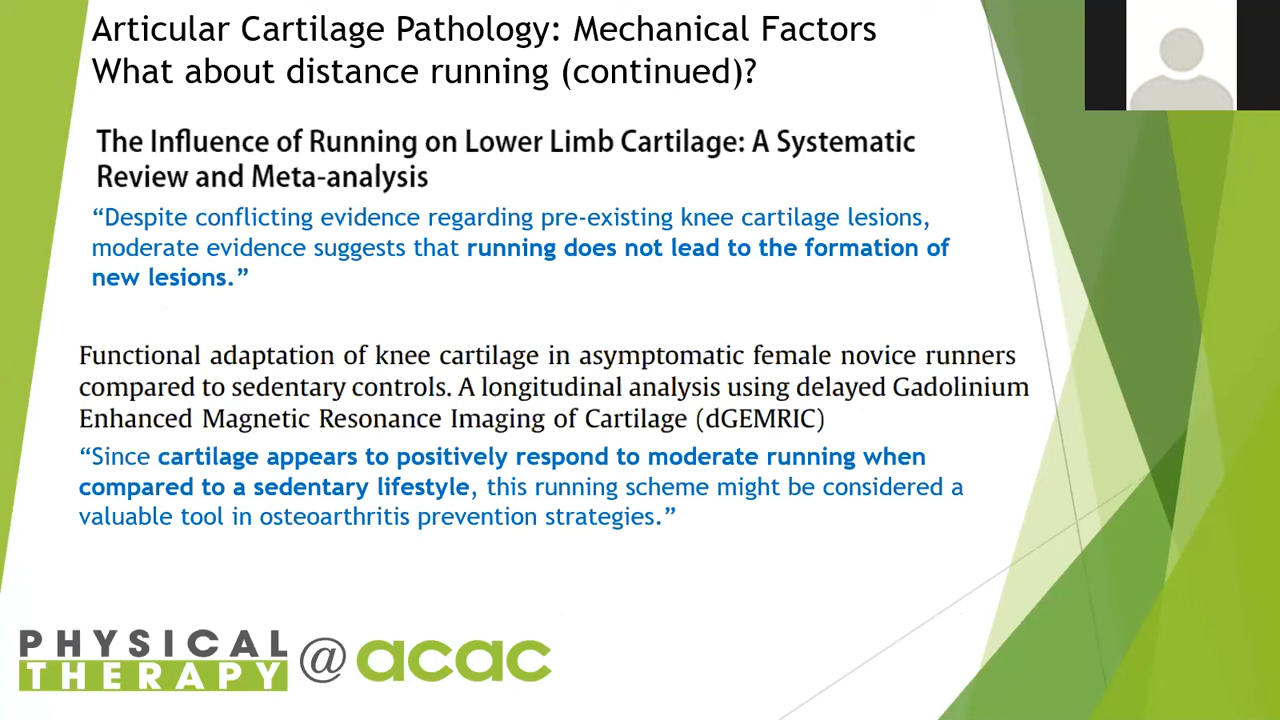 Articular Cartilage Pathology: Mechanical Factors
What about distance running (continued)?
The Influence of Running on Lower Limb Cartilage: A Systematic
Review and Meta-analysis
“Despite conflicting evidence regarding pre-existing knee cartilage lesions,
moderate evidence suggests that running does not lead to the formation of
new lesions.”
Functional adaptation of knee cartilage in asymptomatic female novice runners
compared to sedentary controls. A longitudinal analysis using delayed Gadolinium
Enhanced Magnetic Resonance Imaging of Cartilage (dGEMRIC)
“Since cartilage appears to positively respond to moderate running when
compared to a sedentary lifestyle, this running scheme might be considered a
valuable tool in osteoarthritis prevention strategies.”
PHYSICAL
THERAPY @ acac